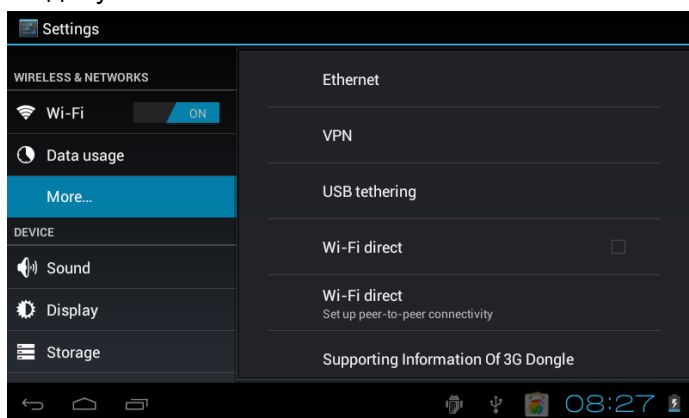 Settings
WIRELESS & NETWORKS
Wi-Fi
ON
Data usage
More...
DEVICE
Sound
Display
Storage
Ethernet
VPN
USB tethering
Wi-Fi direct
Wi-Fi direct
Set up peer-to-peer connectivity
Supporting Information Of 3G Dongle
08:27